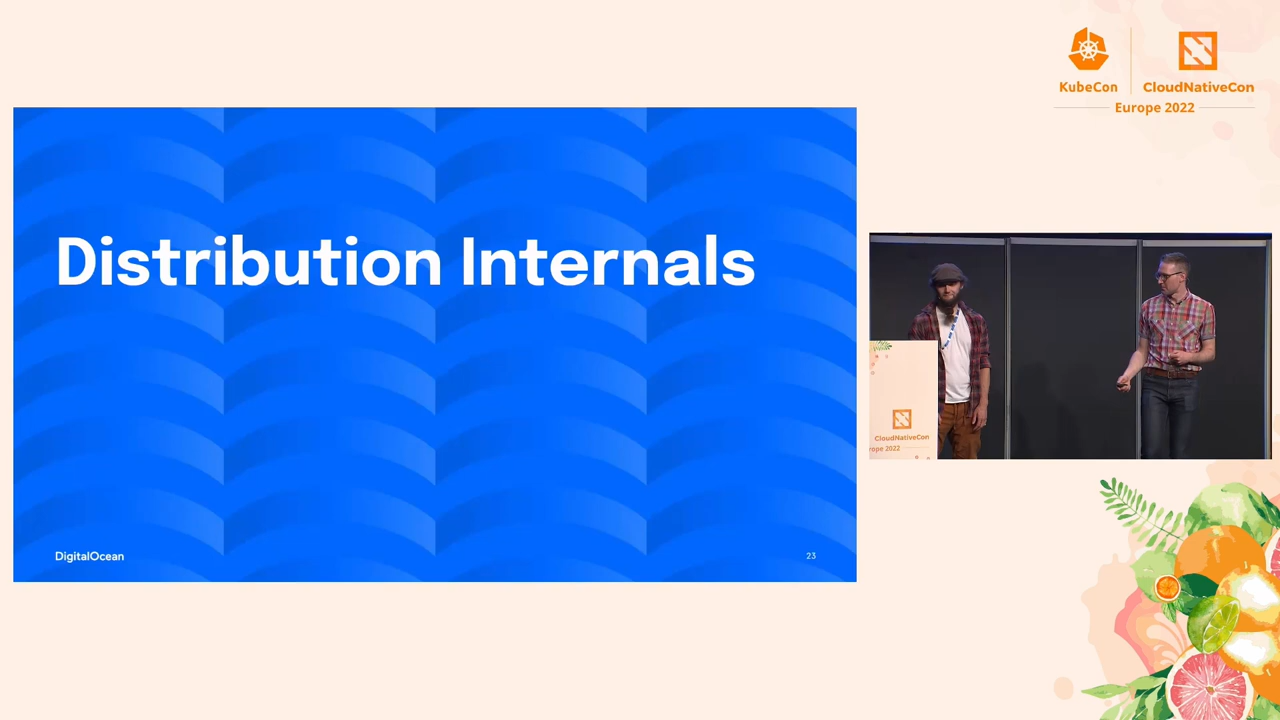 KubeCon
CloudNativeCon
Europe 2022
Distribution Internals
DigitalOcean
23
CloudNativeCon
rope 2022